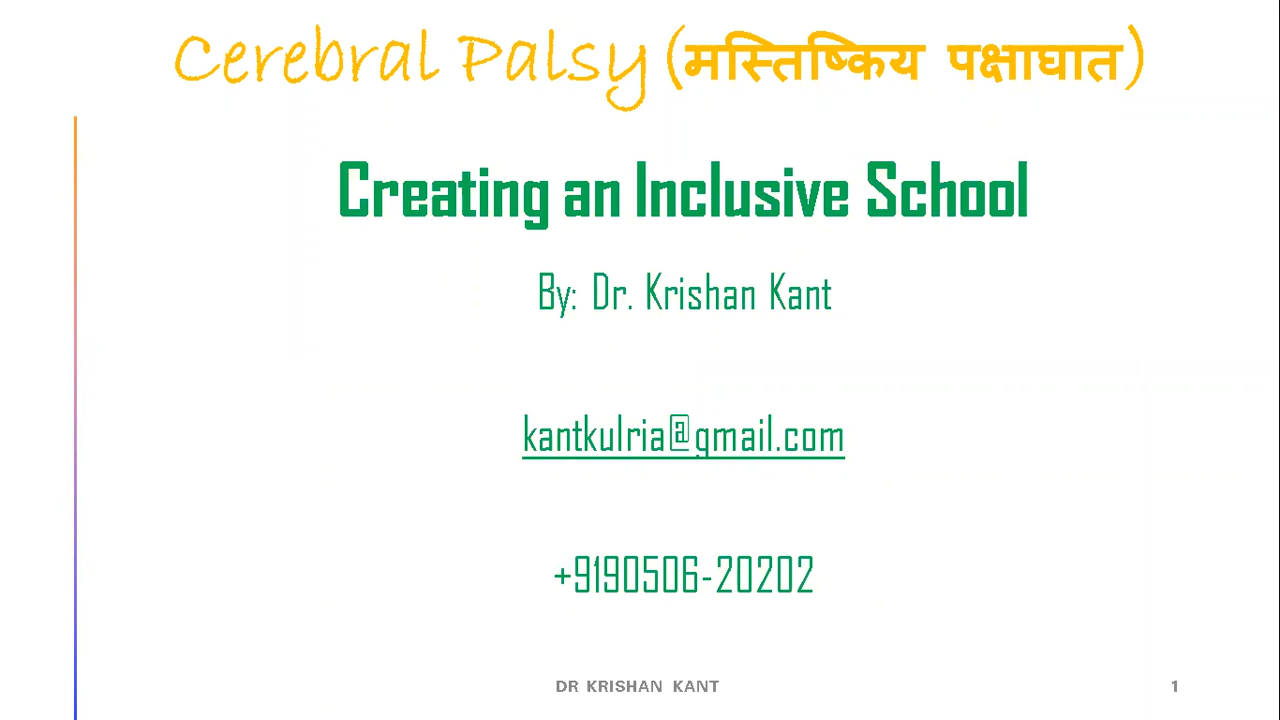 Cerebral Palsy (मस्तिष्किय पक्षाघात)
Creating an Inclusive School
By: Dr. Krishan Kant
kantkulria@gmail.com
+9190506-20202
DR KRISHAN KANT 1